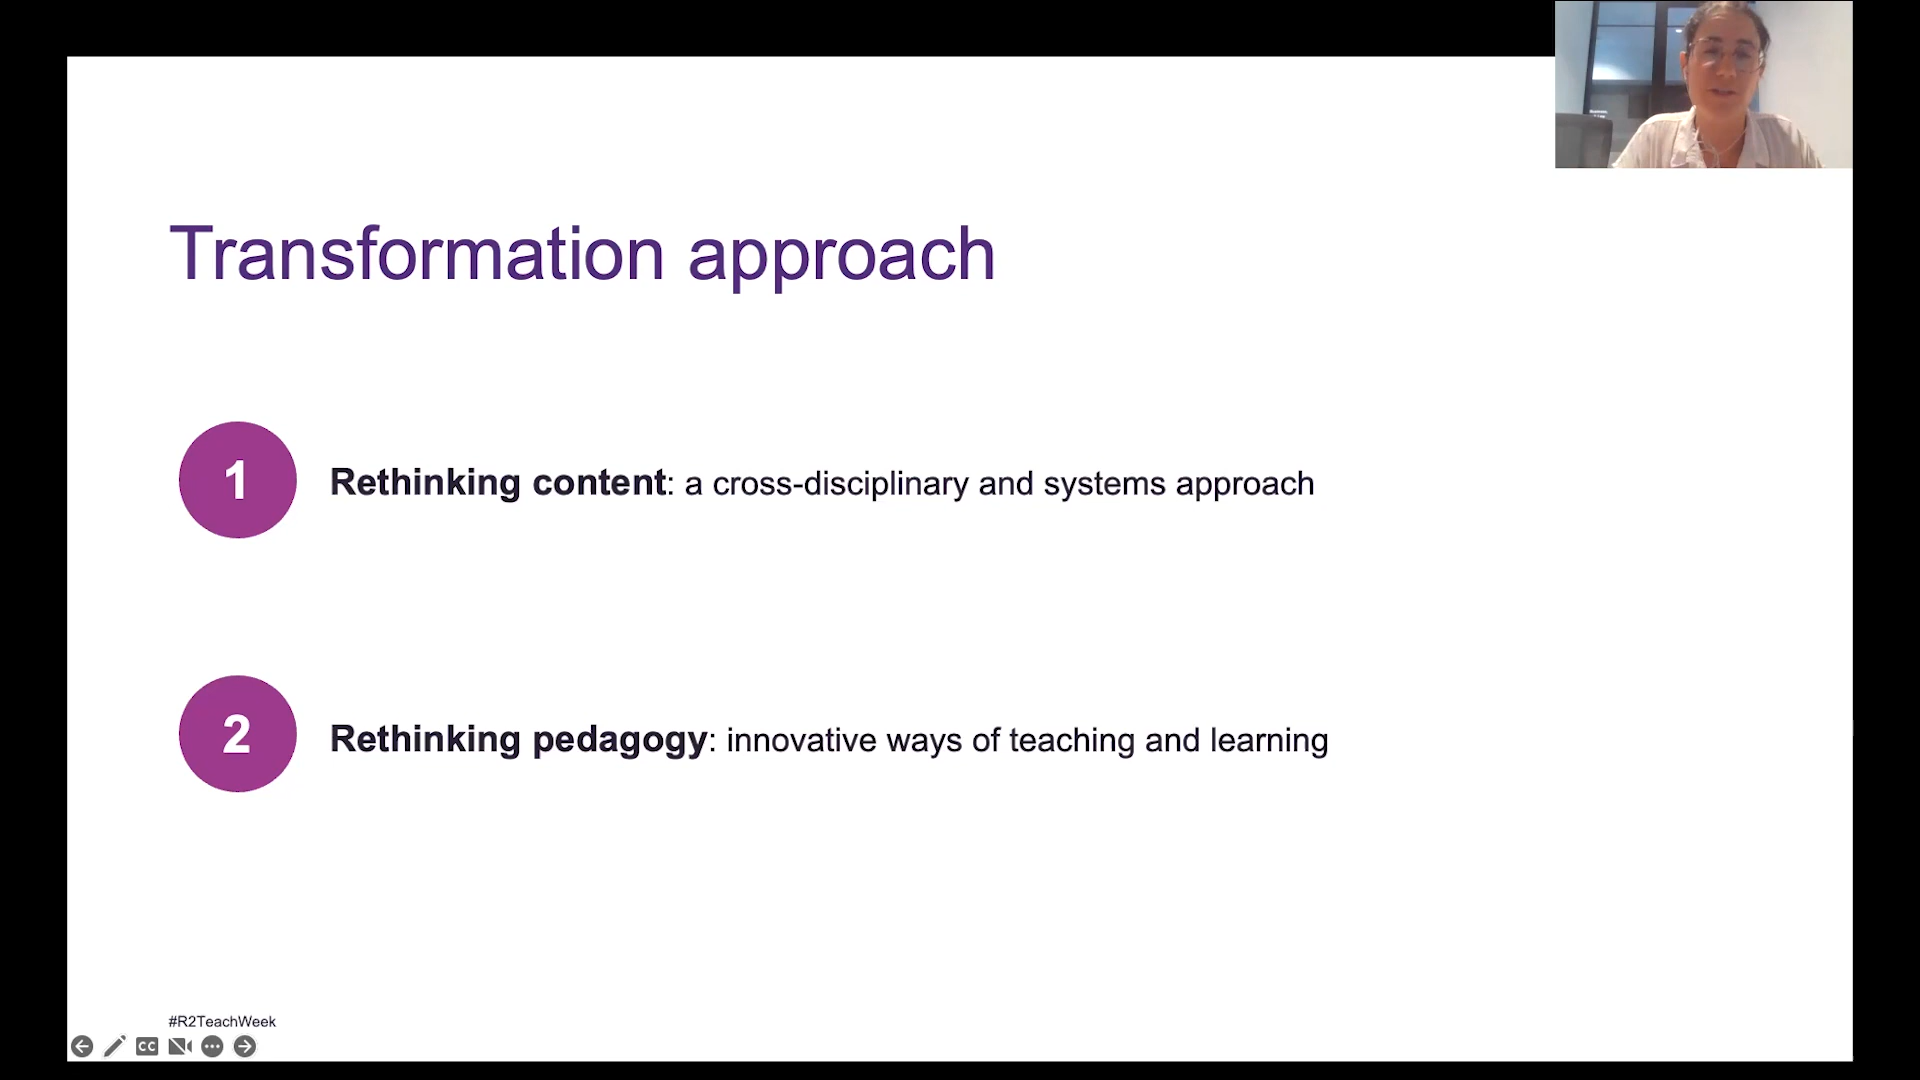 Transformation approach
1
Rethinking content: a cross-disciplinary and systems approach
2
Rethinking pedagogy: innovative ways of teaching and learning
#R2TeachWeek
CC